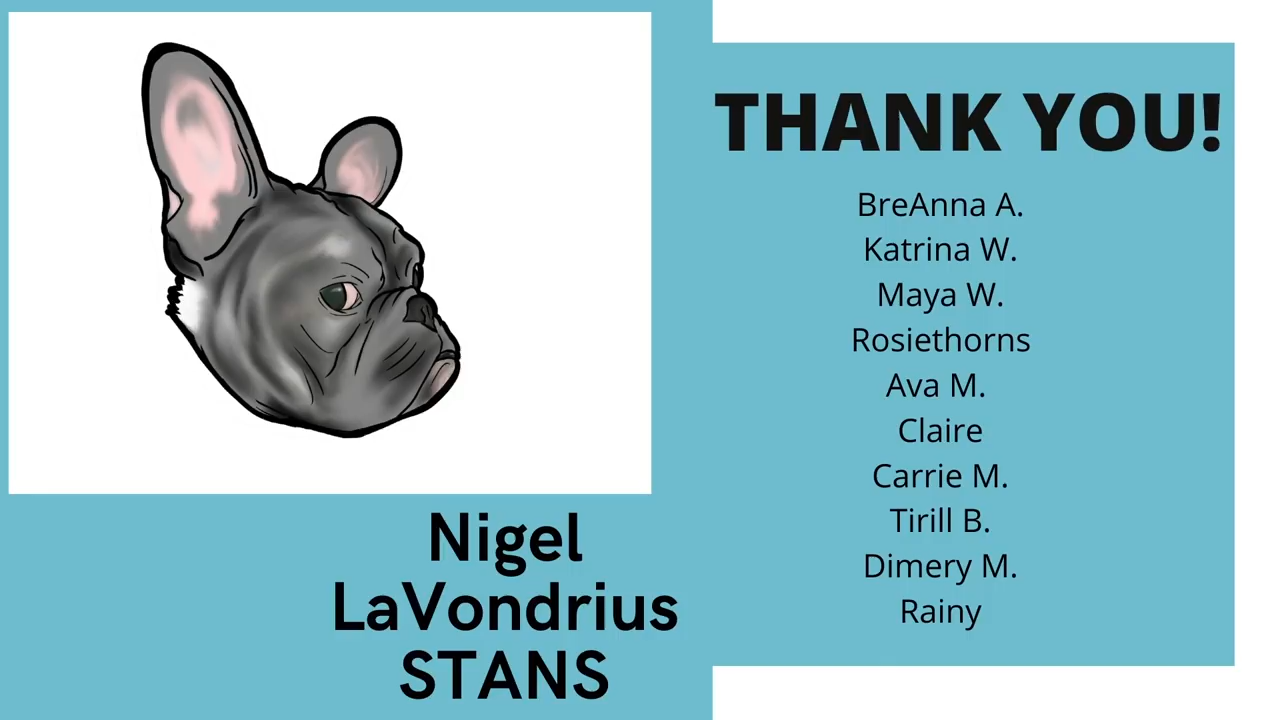 THANK YOU!
BreAnna A.
Katrina W.
Maya W.
Rosiethorns
Ava M.
Claire
Carrie M.
Tirill B.
Dimery M.
Rainy
Nigel
LaVondrius
STANS